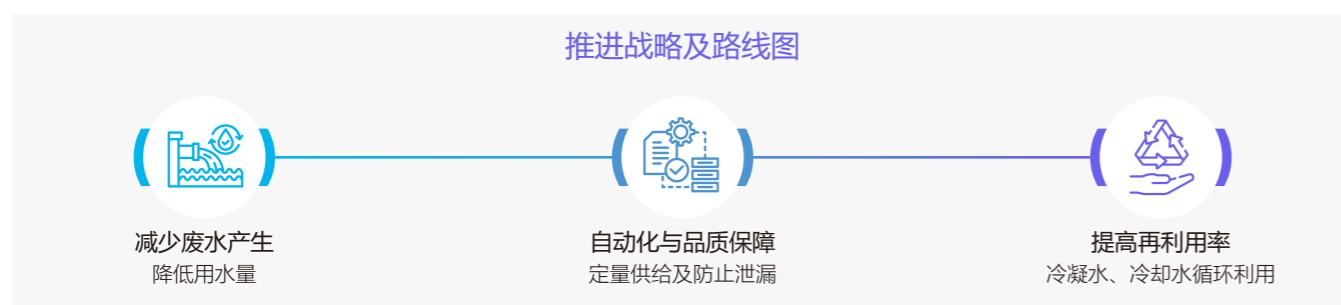 推进战略及路线图
减少废水产生
降低用水量
自动化与品质保障
定量供给及防止泄漏
提高再利用率
冷凝水、冷却水循环利用